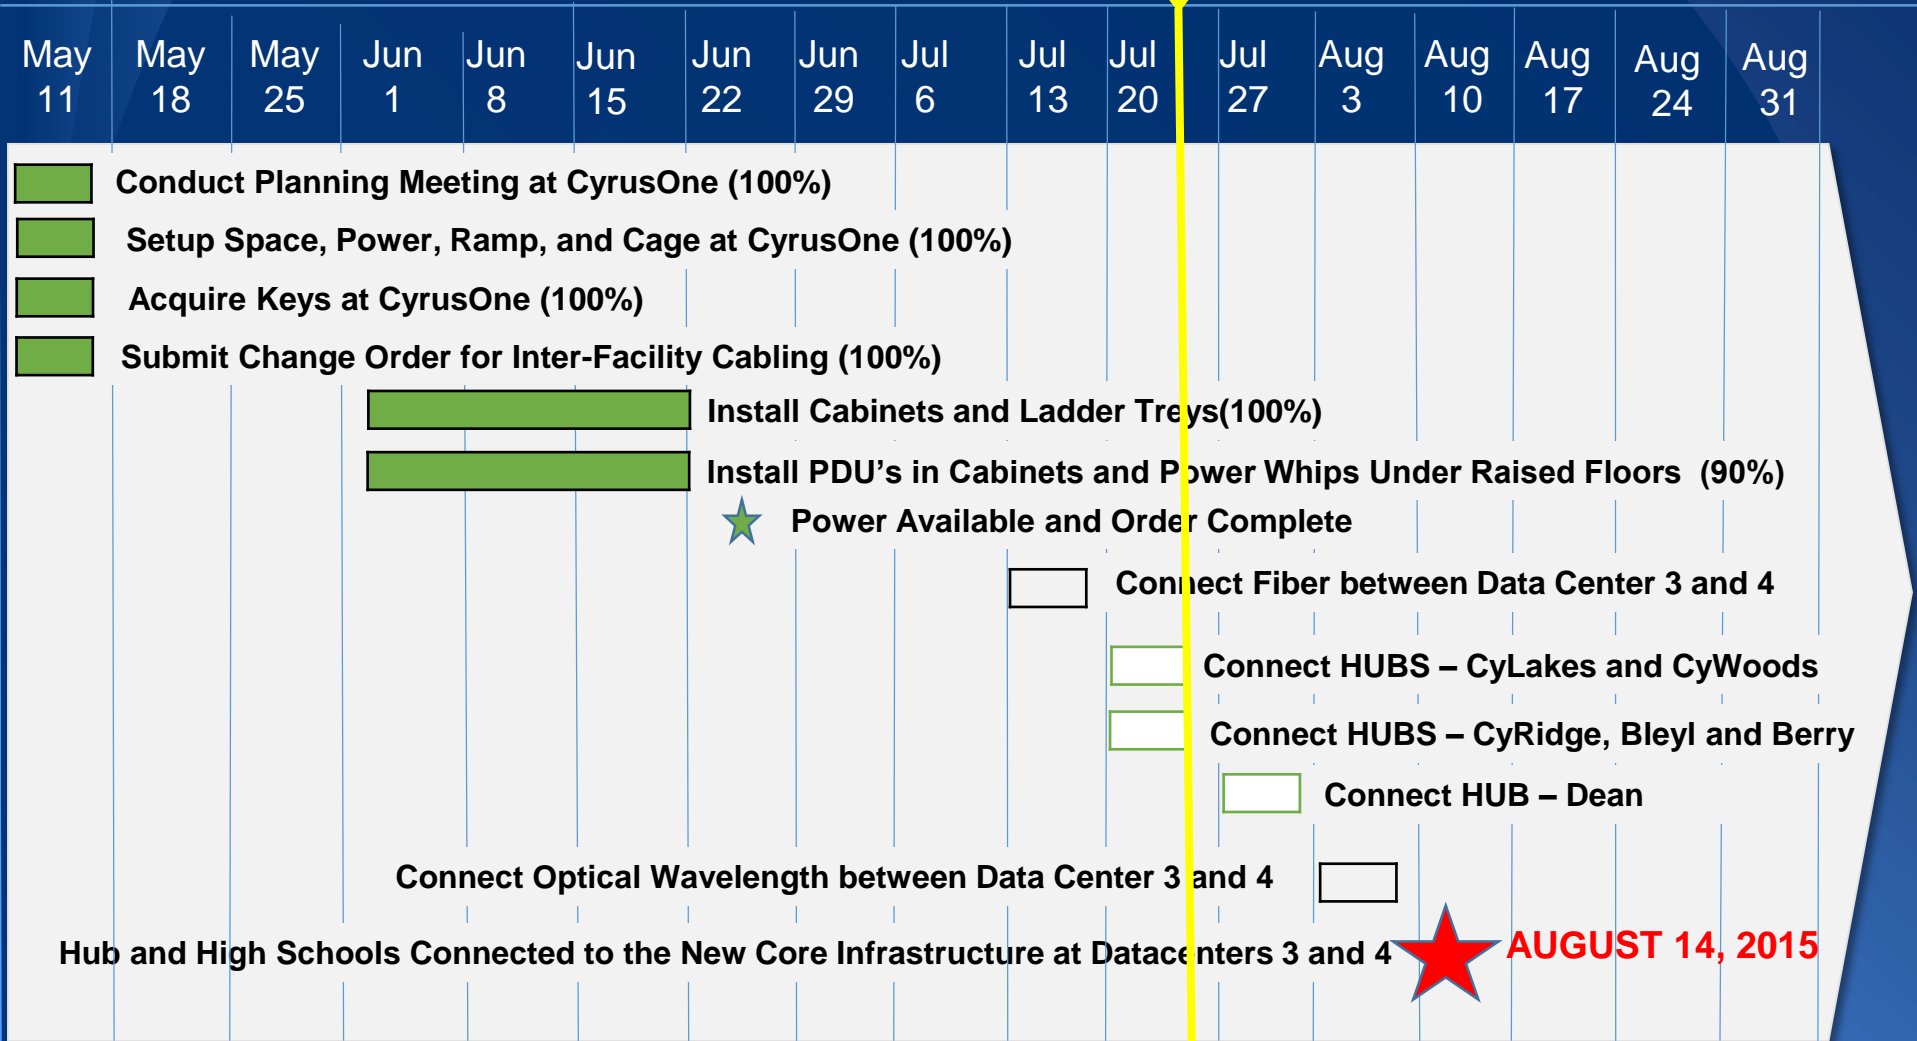 May May May Jun Jun Jun Jun Jun Jul Jul Jul Jul Aug Aug Aug Aug Aug
11 18 25 1 8 15 22 29 6 13 20 27 3 10 17 24 31
Conduct Planning Meeting at CyrusOne (100%)
Setup Space, Power, Ramp, and Cage at CyrusOne (100%)
Acquire Keys at CyrusOne (100%)
Submit Change Order for Inter-Facility Cabling (100%)
Install Cabinets and Ladder Treys(100%)
Install PDU's in Cabinets and Power Whips Under Raised Floors (90%)
Power Available and Order Complete
Connect Fiber between Data Center 3 and 4
Connect HUBS – CyLakes and CyWoods
Connect HUBS – CyRidge, Bleyl and Berry
Connect HUB – Dean
Connect Optical Wavelength between Data Center 3 and 4
Hub and High Schools Connected to the New Core Infrastructure at Datacenters 3 and 4 AUGUST 14, 2015